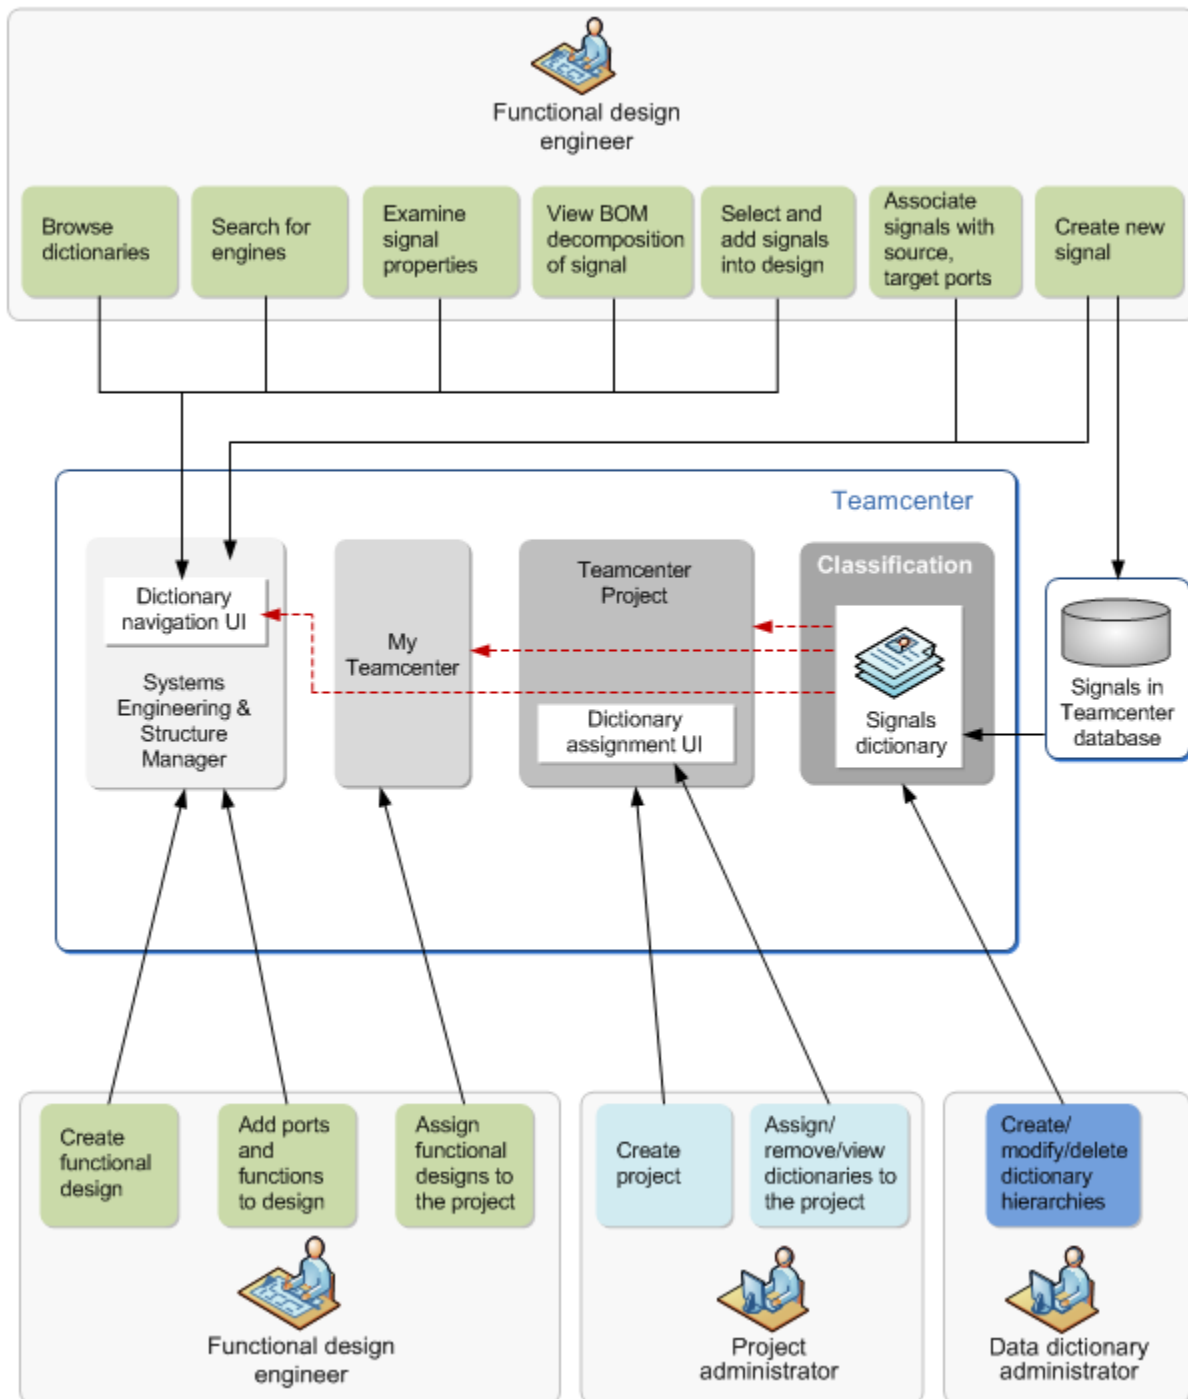 Functional design
engineer
Browse
dictionaries
Search for
engines
Examine
signal
properties
View BOM
decomposition
of signal
Select and
add signals
into design
Associate
signals with
source,
target ports
Create new
signal
Teamcenter
Dictionary
navigation UI
Systems
Engineering &
Structure
Manager
My
Teamcenter
Teamcenter
Project
Dictionary
assignment UI
Classification
Signals
dictionary
Signals in
Teamcenter
database
Create
functional
design
Add ports
and
functions
to design
Assign
functional
designs to
the project
Functional design
engineer
Create
project
Assign/
remove/view
dictionaries to
the project
Project
administrator
Create/
modify/delete
dictionary
hierarchies
Data dictionary
administrator